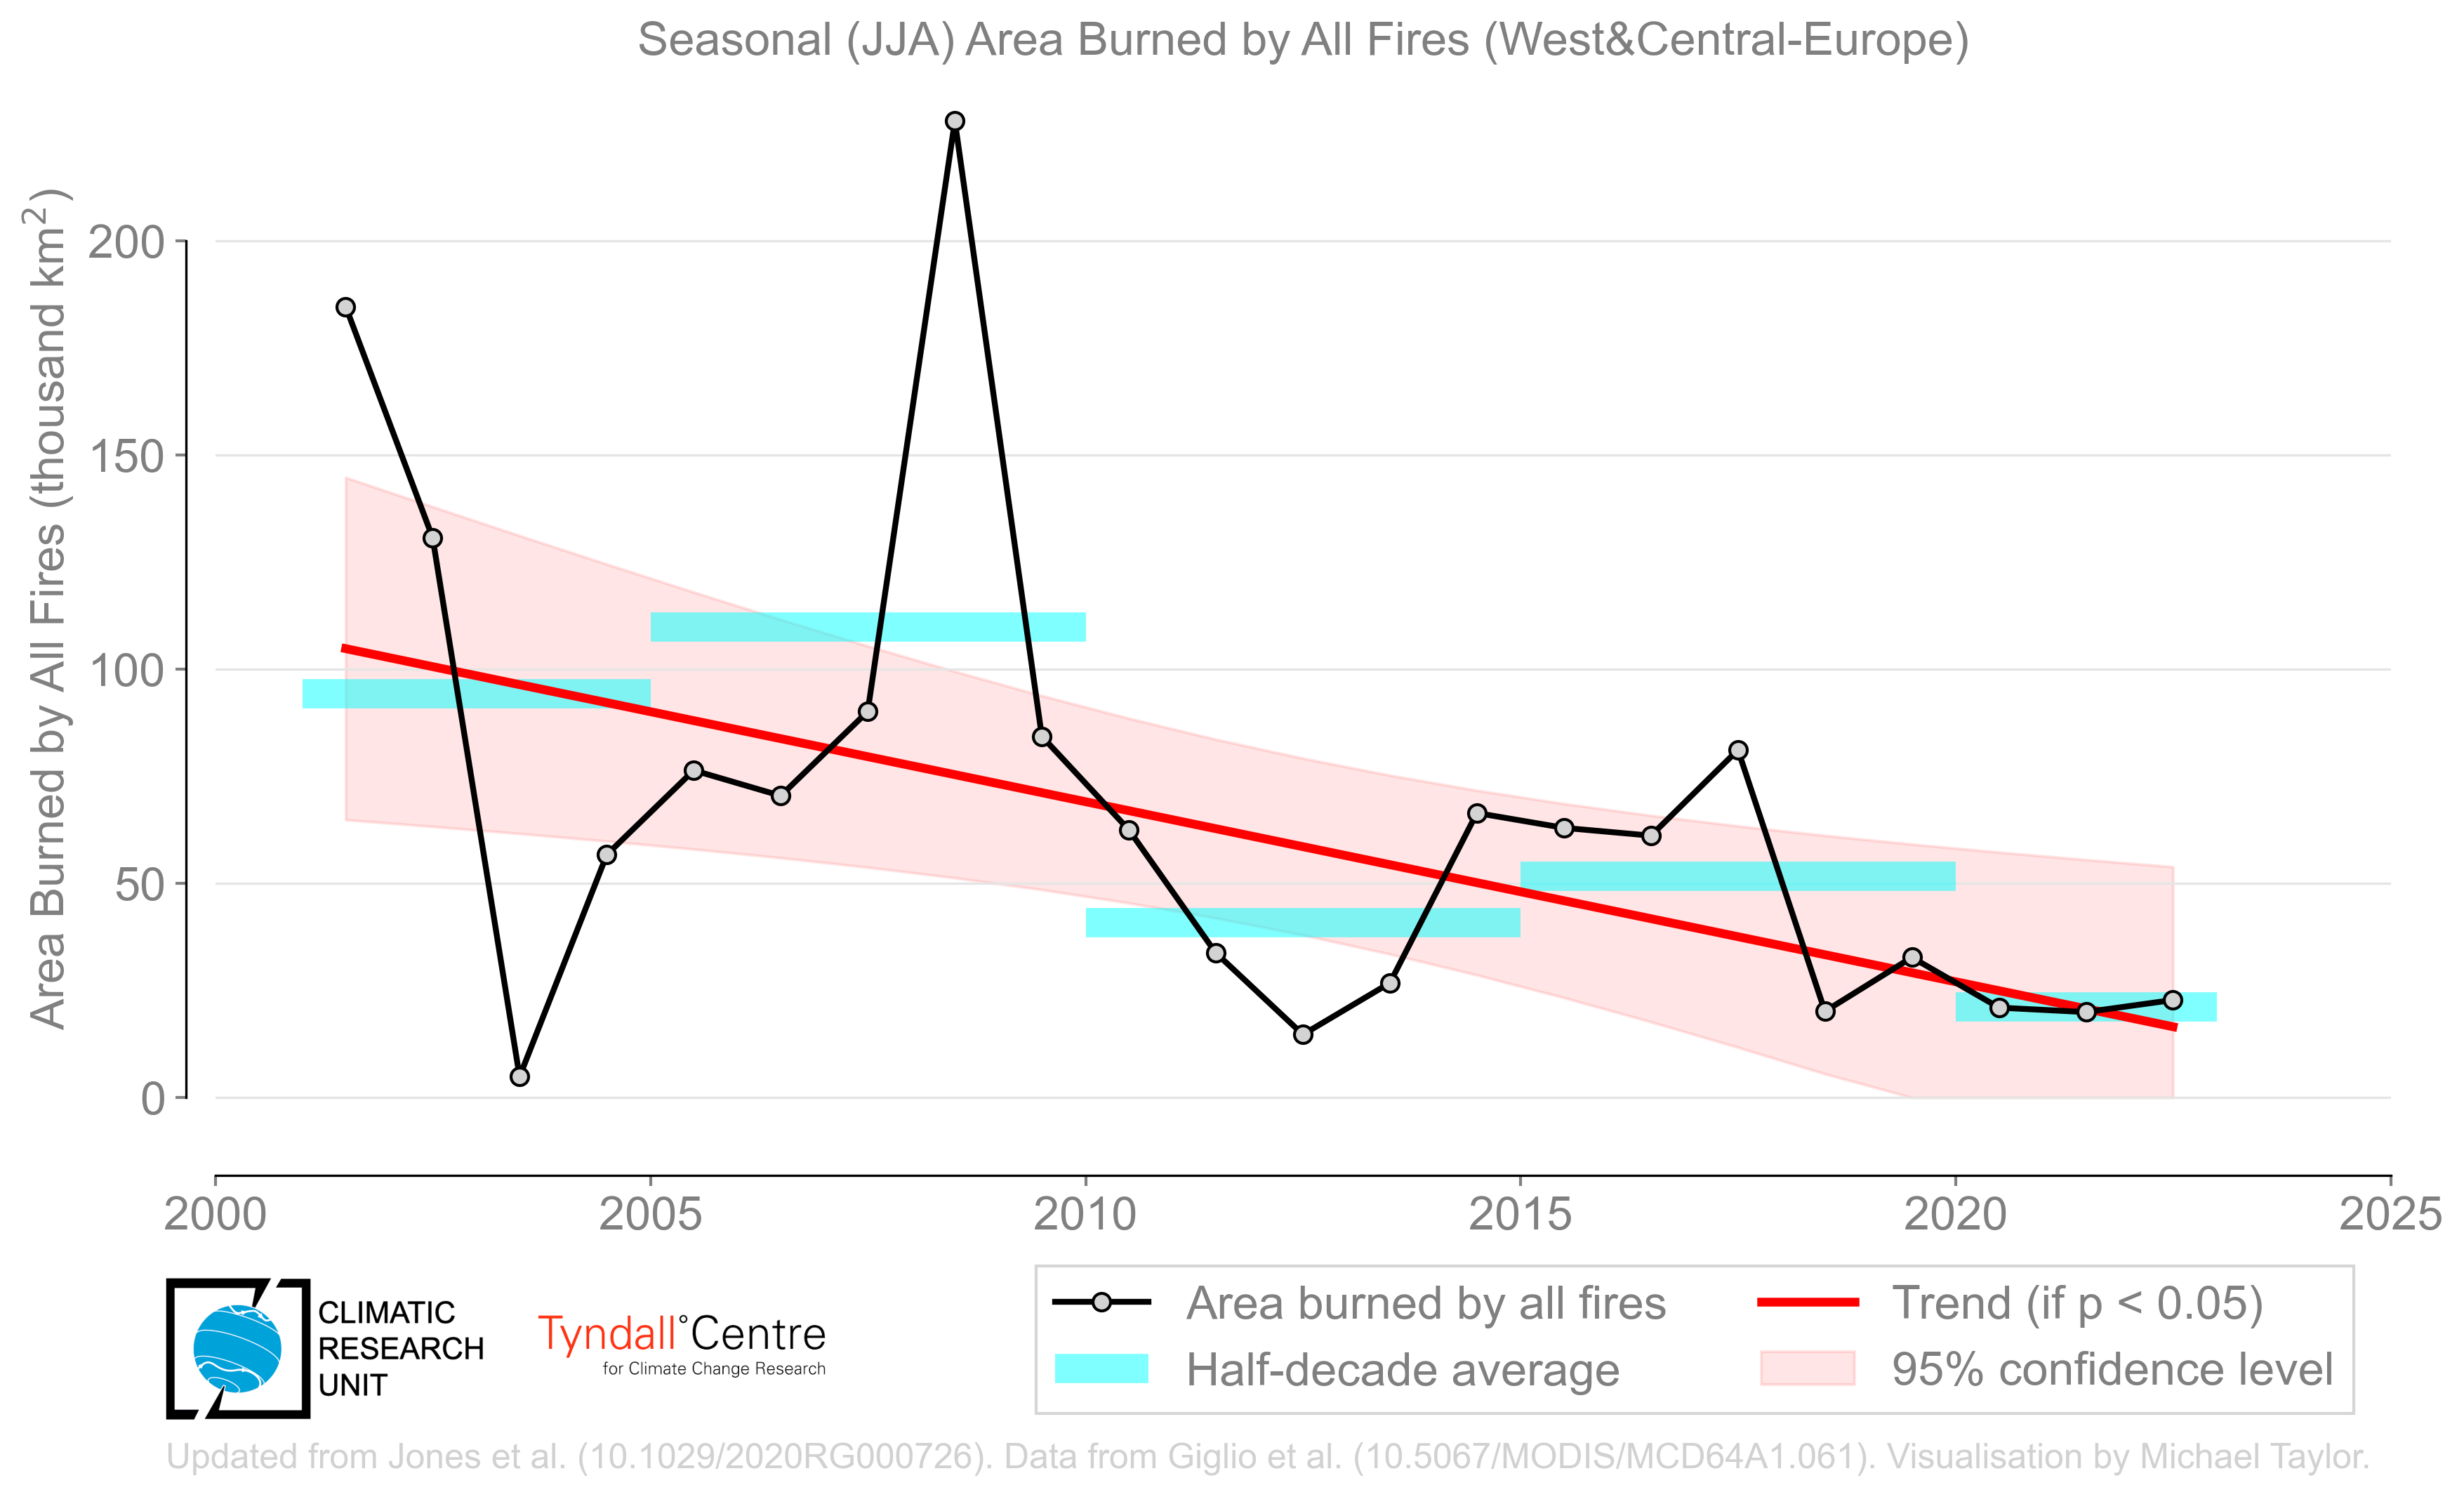 Seasonal (JJA) Area Burned by All Fires (West&Central-Europe)
Area Burned by All Fires (thousand km²)
200
150
100
50
0
2000 2005 2010 2015 2020 2025
CLIMATIC
RESEARCH
UNIT
Tyndall°Centre
for Climate Change Research
Area burned by all fires
Half-decade average
Trend (if p < 0.05)
95% confidence level
Updated from Jones et al. (10.1029/2020RG000726). Data from Giglio et al. (10.5067/MODIS/MCD64A1.061). Visualisation by Michael Taylor.